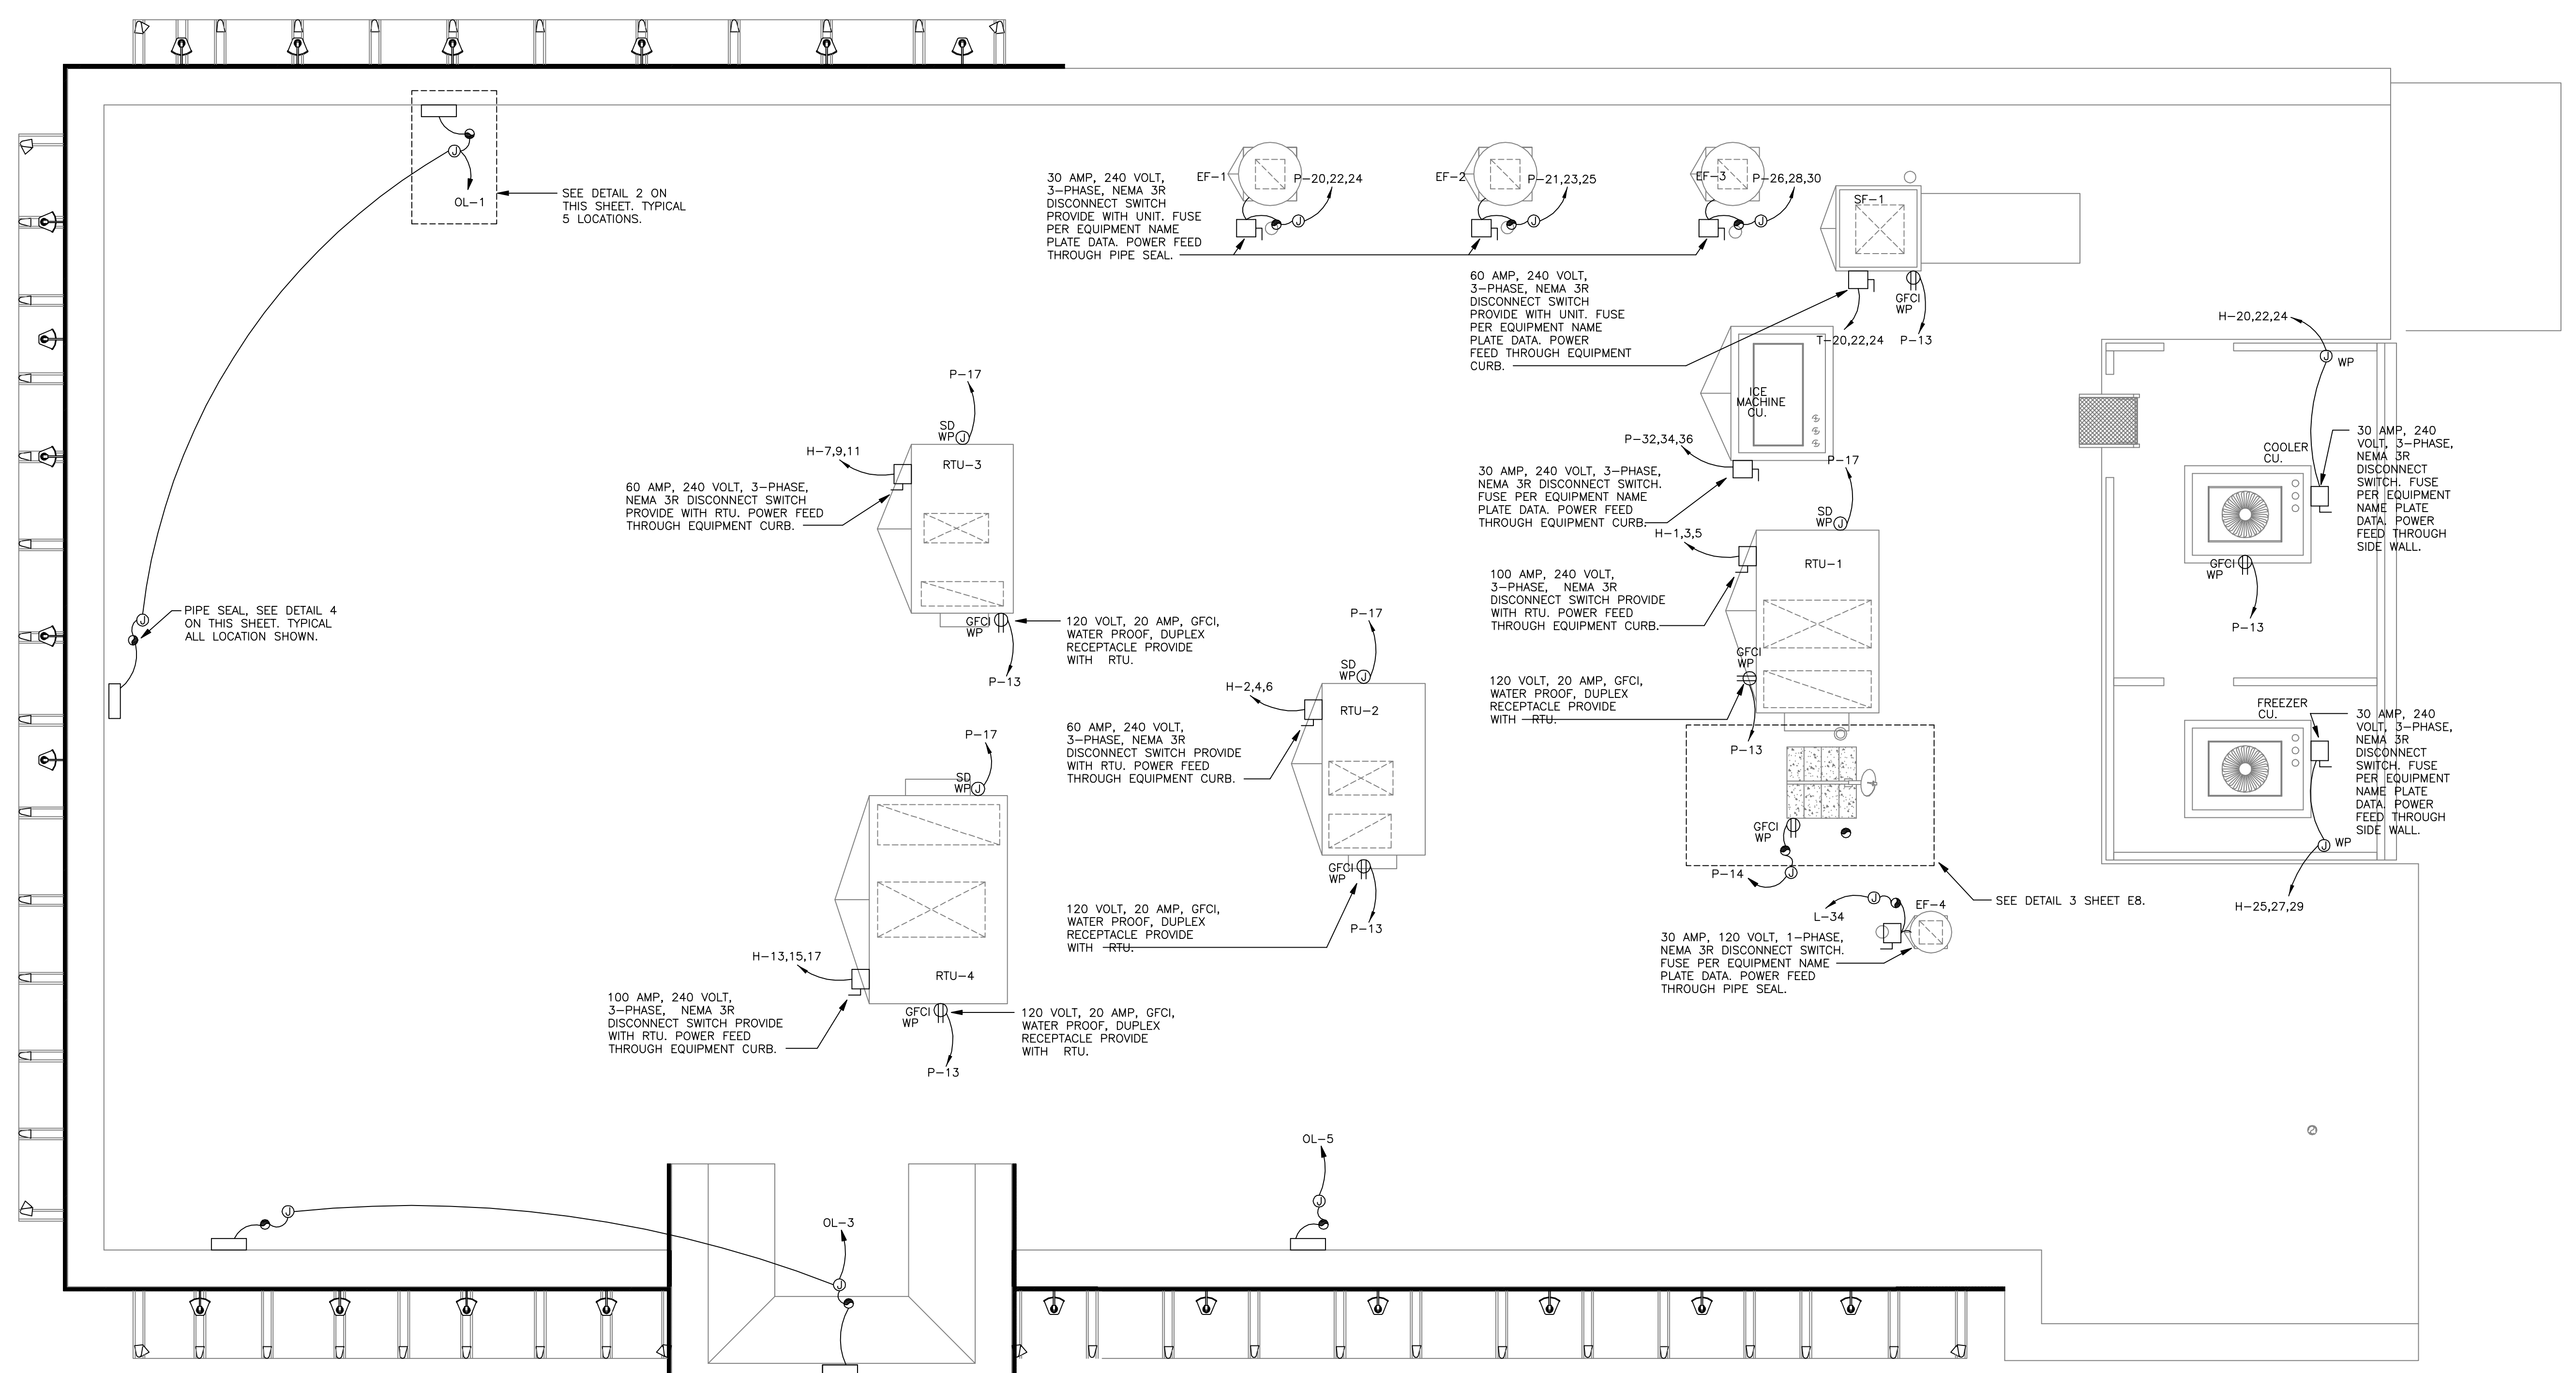 OL-1
SEE DETAIL 2 ON
THIS SHEET. TYPICAL
5 LOCATIONS.
30 AMP, 240 VOLT,
3-PHASE, NEMA 3R
DISCONNECT SWITCH
PROVIDE WITH UNIT. FUSE
PER EQUIPMENT NAME
PLATE DATA. POWER FEED
THROUGH PIPE SEAL.
EF-1
P-20,22,24
EF-2
P-21,23,25
EF-3
P-26,28,30
SF-1
60 AMP, 240 VOLT,
3-PHASE, NEMA 3R
DISCONNECT SWITCH
PROVIDE WITH UNIT. FUSE
PER EQUIPMENT NAME
PLATE DATA. POWER
FEED THROUGH EQUIPMENT
CURB.
GFCI
WP
T-20,22,24
P-13
H-20,22,24
J
WP
ICE
MACHINE
CU.
P-32,34,36
30 AMP, 240 VOLT, 3-PHASE,
NEMA 3R DISCONNECT SWITCH.
FUSE PER EQUIPMENT NAME
PLATE DATA. POWER FEED
THROUGH EQUIPMENT CURB.
COOLER
CU.
30 AMP, 240
VOLT, 3-PHASE,
NEMA 3R
DISCONNECT
SWITCH. FUSE
PER EQUIPMENT
NAME PLATE
DATA. POWER
FEED THROUGH
SIDE WALL.
GFCI
WP
P-13
P-17
SD
WP J
RTU-3
H-7,9,11
60 AMP, 240 VOLT, 3-PHASE,
NEMA 3R DISCONNECT SWITCH
PROVIDE WITH RTU. POWER FEED
THROUGH EQUIPMENT CURB.
GFCI
WP
P-13
120 VOLT, 20 AMP, GFCI,
WATER PROOF, DUPLEX
RECEPTACLE PROVIDE
WITH RTU.
P-17
SD
WP J
RTU-1
H-1,3,5
100 AMP, 240 VOLT,
3-PHASE, NEMA 3R
DISCONNECT SWITCH PROVIDE
WITH RTU. POWER FEED
THROUGH EQUIPMENT CURB.
GFCI
WP
120 VOLT, 20 AMP, GFCI,
WATER PROOF, DUPLEX
RECEPTACLE PROVIDE
WITH RTU.
P-13
PIPE SEAL, SEE DETAIL 4
ON THIS SHEET. TYPICAL
ALL LOCATION SHOWN.
P-17
SD
WP J
RTU-2
H-2,4,6
60 AMP, 240 VOLT,
3-PHASE, NEMA 3R
DISCONNECT SWITCH PROVIDE
WITH RTU. POWER FEED
THROUGH EQUIPMENT CURB.
GFCI
WP
P-13
120 VOLT, 20 AMP, GFCI,
WATER PROOF, DUPLEX
RECEPTACLE PROVIDE
WITH RTU.
FREEZER
CU.
30 AMP, 240
VOLT, 3-PHASE,
NEMA 3R
DISCONNECT
SWITCH. FUSE
PER EQUIPMENT
NAME PLATE
DATA. POWER
FEED THROUGH
SIDE WALL.
J
WP
H-25,27,29
P-17
SD
WP J
RTU-4
H-13,15,17
100 AMP, 240 VOLT,
3-PHASE, NEMA 3R
DISCONNECT SWITCH PROVIDE
WITH RTU. POWER FEED
THROUGH EQUIPMENT CURB.
GFCI
WP
P-13
120 VOLT, 20 AMP, GFCI,
WATER PROOF, DUPLEX
RECEPTACLE PROVIDE
WITH RTU.
GFCI
WP
P-14
J
SEE DETAIL 3 SHEET E8.
L-34
J
EF-4
30 AMP, 120 VOLT, 1-PHASE,
NEMA 3R DISCONNECT SWITCH.
FUSE PER EQUIPMENT NAME
PLATE DATA. POWER FEED
THROUGH PIPE SEAL.
OL-5
J
OL-3
J
J
J
J
J
J
J